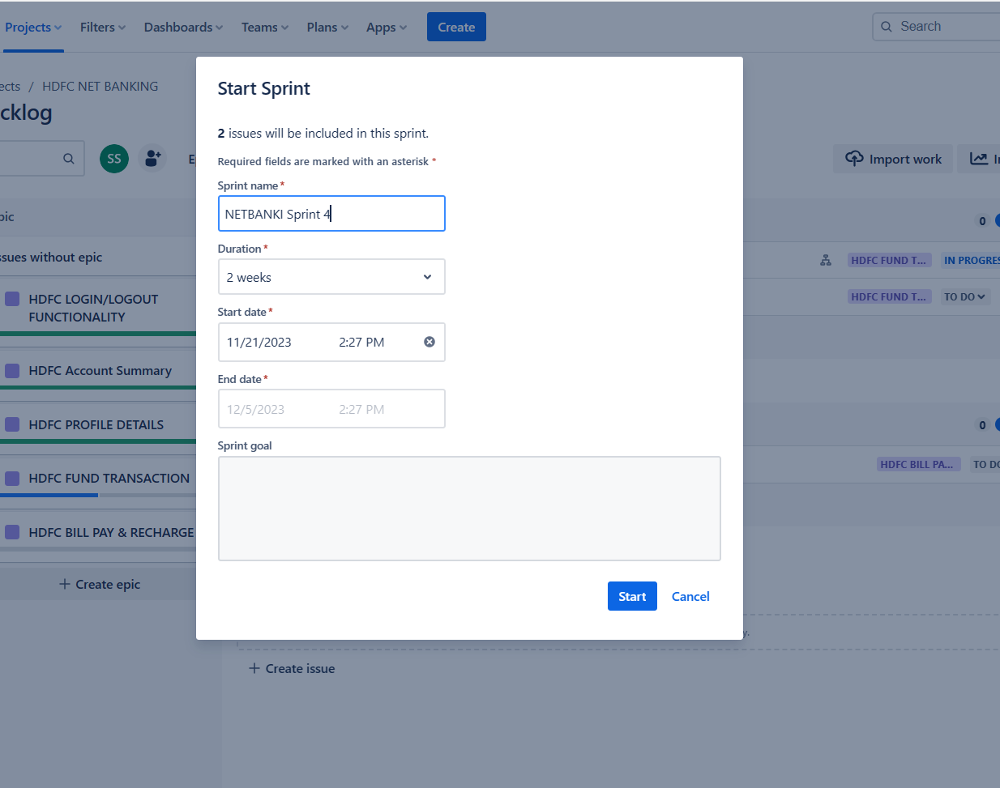 Projects Filters Dashboards Teams Plans Apps Create Search
ects / HDFC NET BANKING
cklog
SS
Import work
Start Sprint
2 issues will be included in this sprint.
Required fields are marked with an asterisk *
Sprint name *
NETBANKI Sprint 4
Duration *
2 weeks
Start date *
11/21/2023 2:27 PM
End date *
12/5/2023 2:27 PM
Sprint goal
Start Cancel
pic
ssues without epic
HDFC LOGIN/LOGOUT
FUNCTIONALITY
HDFC Account Summary
HDFC PROFILE DETAILS
HDFC FUND TRANSACTION
HDFC BILL PAY & RECHARGE
+ Create epic
0
HDFC FUND T... IN PROGRES
HDFC FUND T... TO DO
0
HDFC BILL PA... TO DO
y.
+ Create issue